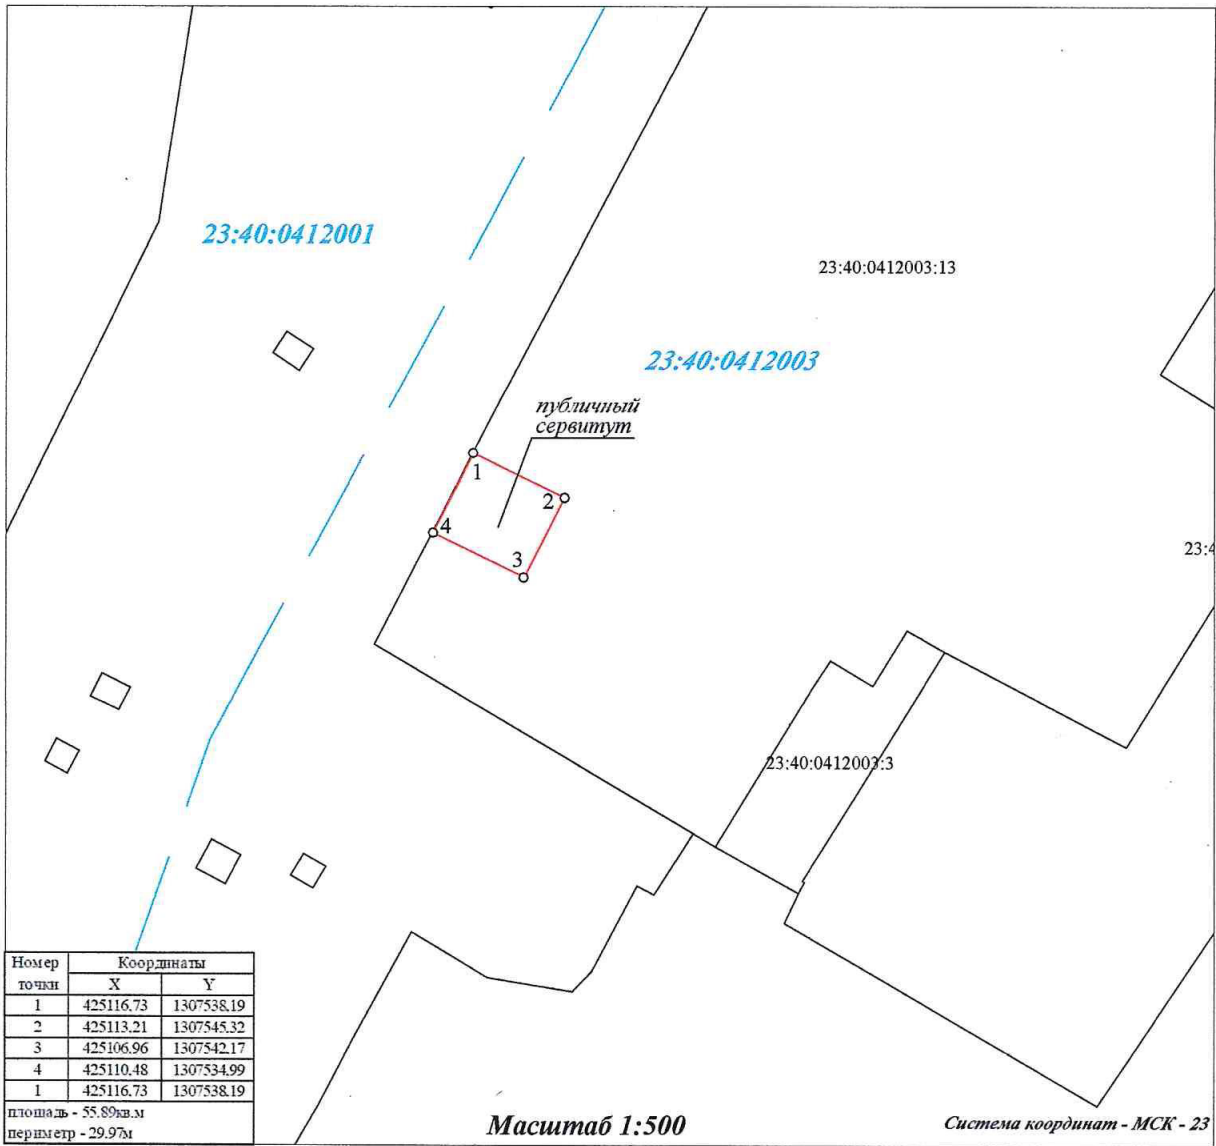 23:40:0412001
23:40:0412003:13
23:40:0412003
публичный
сервитут
1
2
4
3
23:4
23:40:0412003:3
Номер точки Координаты
X Y
1 425116.73 1307538.19
2 425113.21 1307545.32
3 425106.96 1307542.17
4 425110.48 1307534.99
1 425116.73 1307538.19
площадь - 55.89кв.м
периметр - 29.97м
Масштаб 1:500
Система координат - МСК - 23